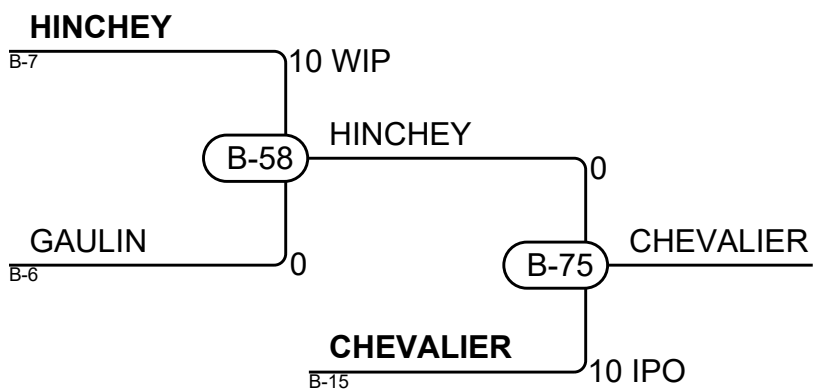 HINCHEY
B-7
10 WIP
B-58
HINCHEY
0
GAULIN
B-6
0
B-75
CHEVALIER
CHEVALIER
B-15
10 IPO